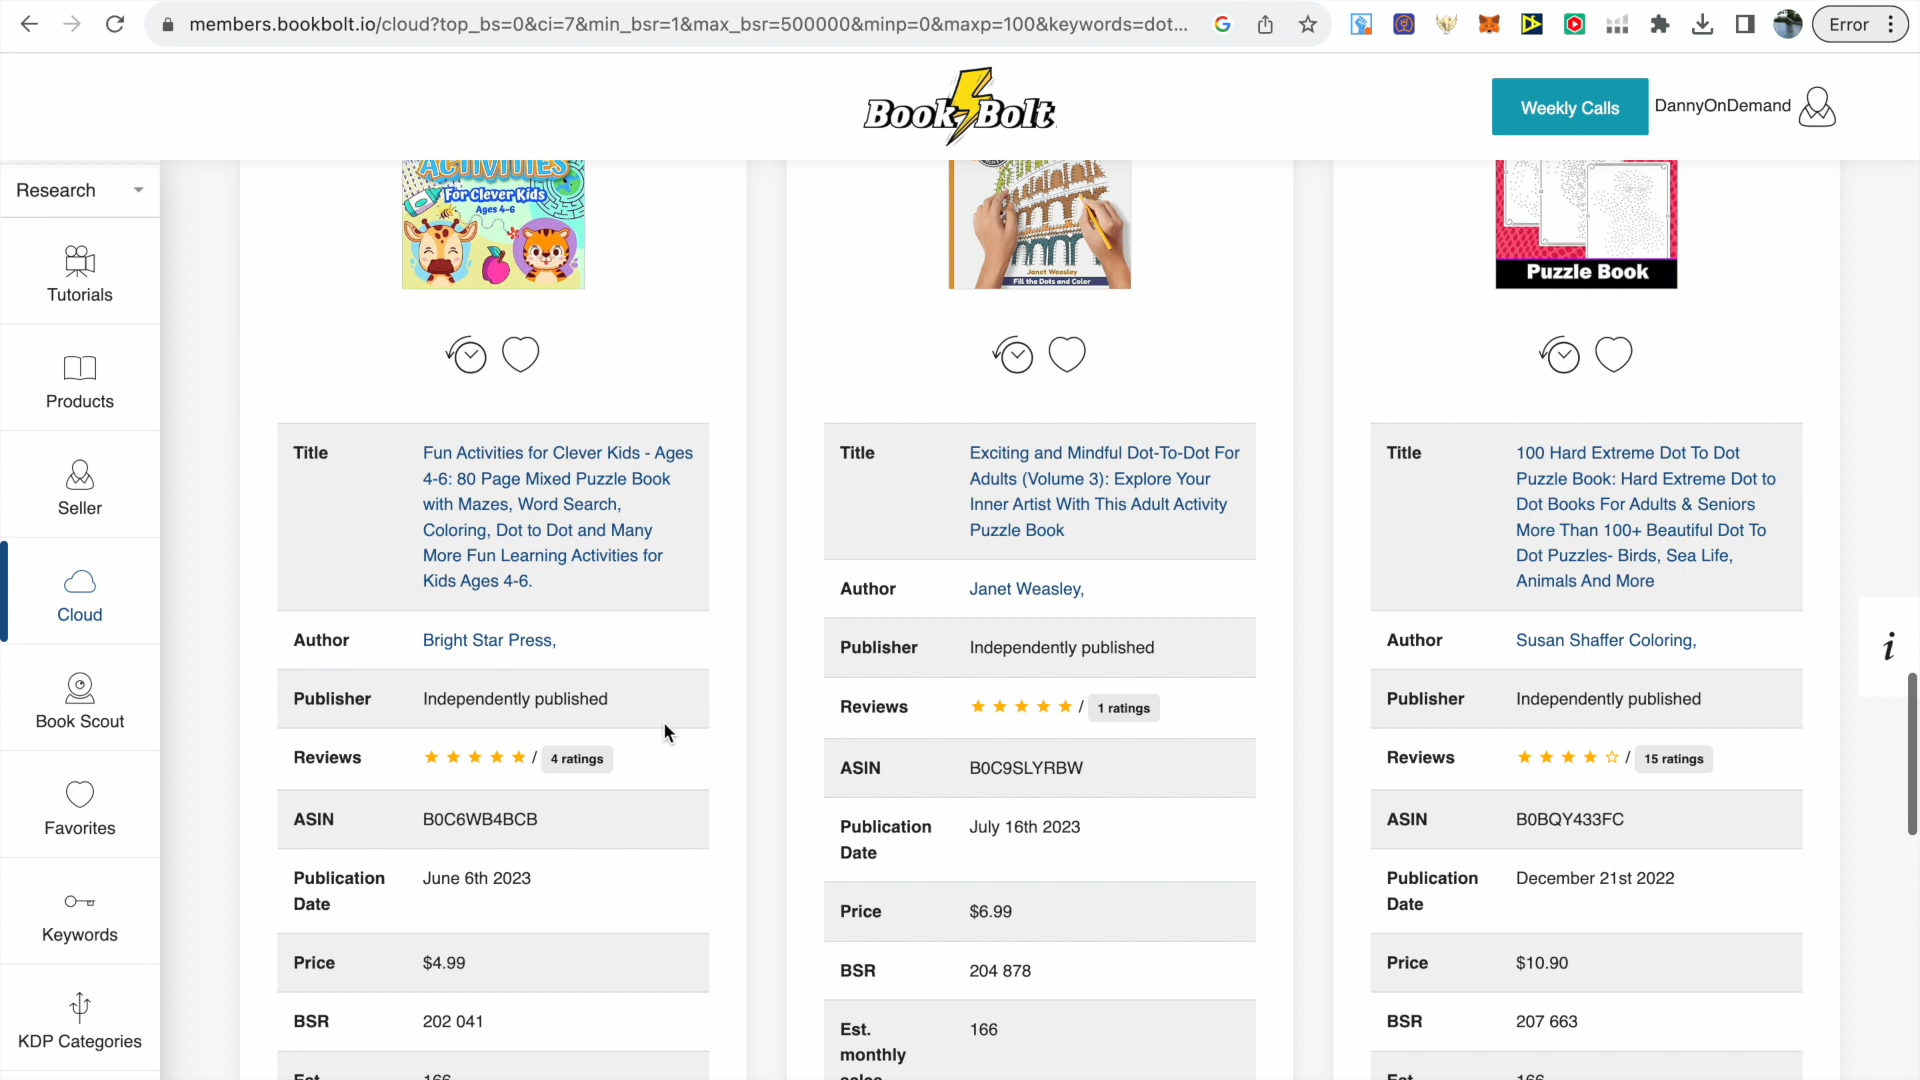 members.bookbolt.io/cloud?top_bs=0&ci=7&min_bsr=1&max_bsr=500000&minp=0&maxp=100&keywords=dot...
Error
Book Bolt
Weekly Calls
DannyOnDemand
Research
Tutorials
Products
Seller
Cloud
Book Scout
Favorites
Keywords
KDP Categories
ACTIVITIES
For Clever Kids
Ages 4-6
Title
Fun Activities for Clever Kids - Ages
4-6: 80 Page Mixed Puzzle Book
with Mazes, Word Search,
Coloring, Dot to Dot and Many
More Fun Learning Activities for
Kids Ages 4-6.
Author
Bright Star Press,
Publisher
Independently published
Reviews
/ 4 ratings
ASIN
B0C6WB4BCB
Publication
Date
June 6th 2023
Price
$4.99
BSR
202 041
Est.
166
Janet Weasley
Fill the Dots and Color
Title
Exciting and Mindful Dot-To-Dot For
Adults (Volume 3): Explore Your
Inner Artist With This Adult Activity
Puzzle Book
Author
Janet Weasley,
Publisher
Independently published
Reviews
/ 1 ratings
ASIN
B0C9SLYRBW
Publication
Date
July 16th 2023
Price
$6.99
BSR
204 878
Est.
monthly
sales
166
Puzzle Book
Title
100 Hard Extreme Dot To Dot
Puzzle Book: Hard Extreme Dot to
Dot Books For Adults & Seniors
More Than 100+ Beautiful Dot To
Dot Puzzles- Birds, Sea Life,
Animals And More
Author
Susan Shaffer Coloring,
Publisher
Independently published
Reviews
/ 15 ratings
ASIN
B0BQY433FC
Publication
Date
December 21st 2022
Price
$10.90
BSR
207 663
Est.
166
i